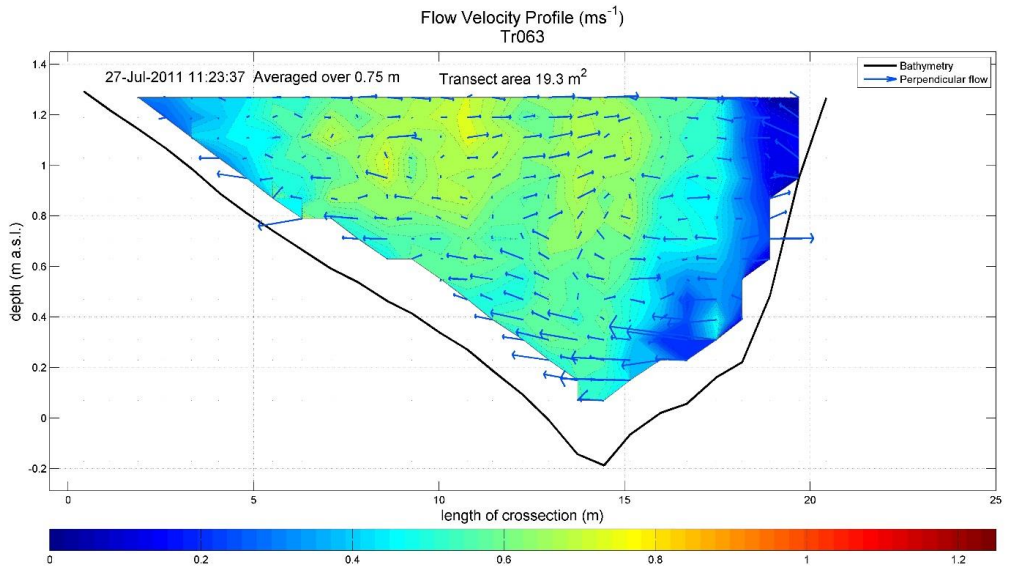 Flow Velocity Profile (ms-1)
Tr063
27-Jul-2011 11:23:37 Averaged over 0.75 m
Transect area 19.3 m2
Bathymetry
Perpendicular flow
depth (m a.s.l.)
1.4
1.2
1
0.8
0.6
0.4
0.2
0
-0.2
0 5 10 15 20 25
length of crossection (m)
0 0.2 0.4 0.6 0.8 1 1.2